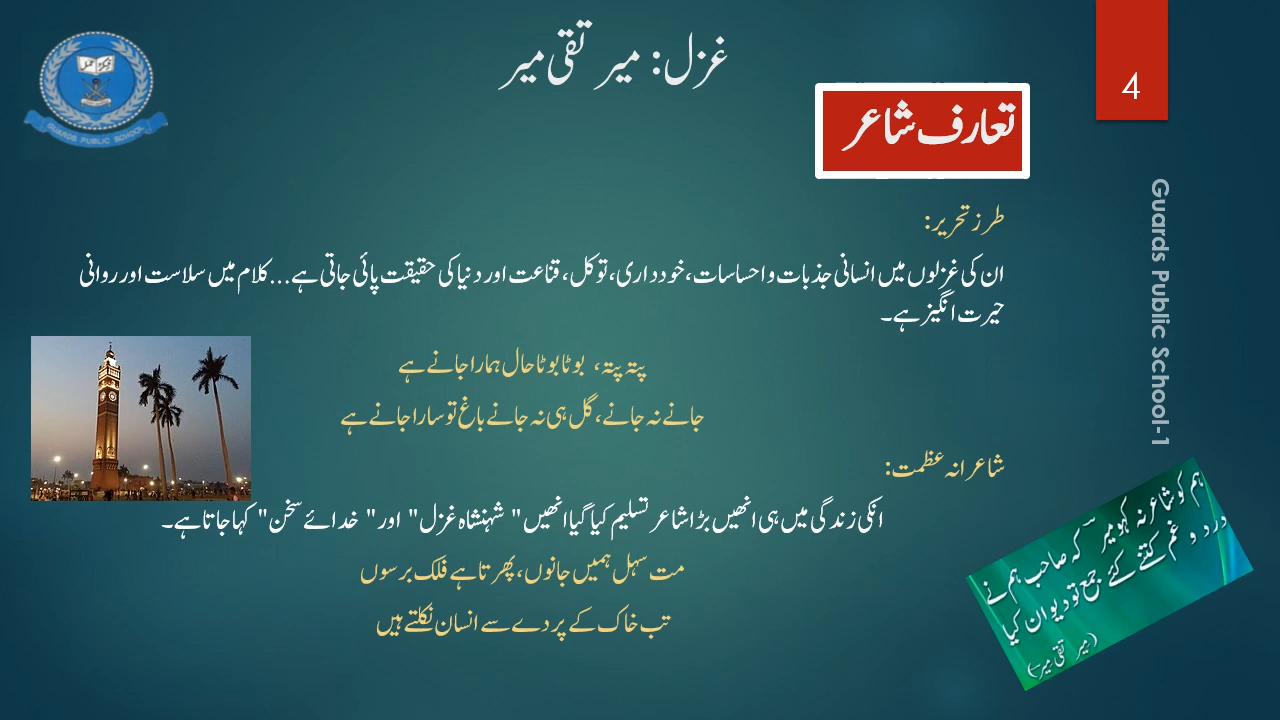 غزل: میر تقی میر
4
تعارف شاعر
طرز تحریر:
ان کی غزلوں میں انسانی جذبات و احساسات، خودداری، توکل، قناعت اور دنیا کی حقیقت پائی جاتی ہے...کلام میں سلاست اور روانی
حیرت انگیز ہے۔
پتہ پتہ، بوٹا بوٹا حال ہمارا جانے ہے
جانے نہ جانے، گل ہی نہ جانے باغ تو سارا جانے ہے
شاعرانہ عظمت:
انکی زندگی میں ہی انھیں بڑا شاعر تسلیم کیا گیا انھیں " شہنشاہ غزل" اور " خدائے سخن" کہا جاتا ہے۔
مت سہل ہمیں جانوں، پھرتا ہے فلک برسوں
تب خاک کے پردے سے انسان نکلتے ہیں
ہم کو شاعر نہ کہو میر کہ صاحب ہم نے
درد و غم کتنے کئے جمع تو دیوان کیا
(میر تقی میر)
Guards Public School-1
GUARDS PUBLIC SCHOOL